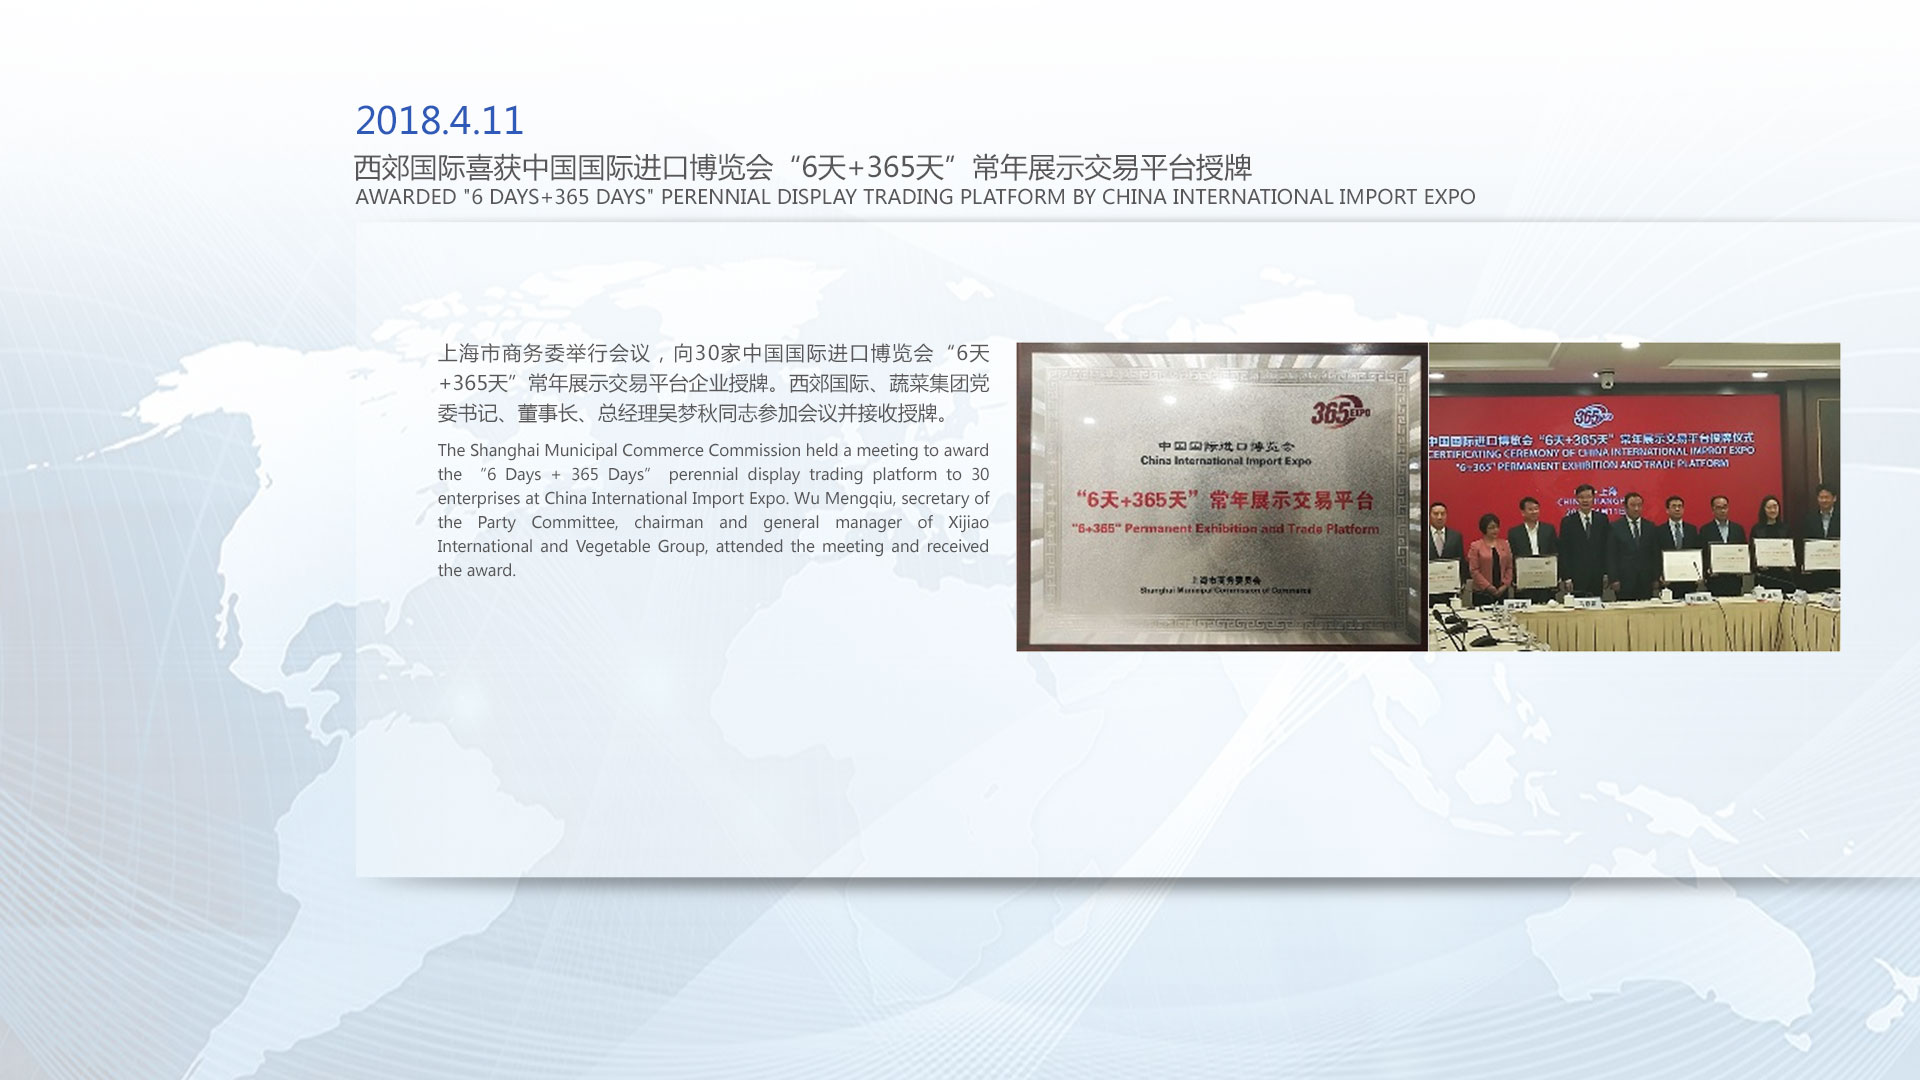 2018.4.11
西郊国际喜获中国国际进口博览会“6天+365天”常年展示交易平台授牌
AWARDED "6 DAYS+365 DAYS" PERENNIAL DISPLAY TRADING PLATFORM BY CHINA INTERNATIONAL IMPORT EXPO
上海市商务委举行会议，向30家中国国际进口博览会“6天
+365天”常年展示交易平台企业授牌。西郊国际、蔬菜集团党
委书记、董事长、总经理吴梦秋同志参加会议并接收授牌。
The Shanghai Municipal Commerce Commission held a meeting to award
the “6 Days + 365 Days” perennial display trading platform to 30
enterprises at China International Import Expo. Wu Mengqiu, secretary of
the Party Committee, chairman and general manager of Xijiao
International and Vegetable Group, attended the meeting and received
the award.
365EXPO
中国国际进口博览会
China International Import Expo
“6天+365天”常年展示交易平台
"6+365" Permanent Exhibition and Trade Platform
上海市商务委员会
Shanghai Municipal Commission of Commerce
365
中国国际进口博览会“6天+365天”常年展示交易平台授牌仪式
CERTIFICATING CEREMONY OF CHINA INTERNATIONAL IMPROT EXPO
"6+365" PERMANENT EXHIBITION AND TRADE PLATFORM
上海